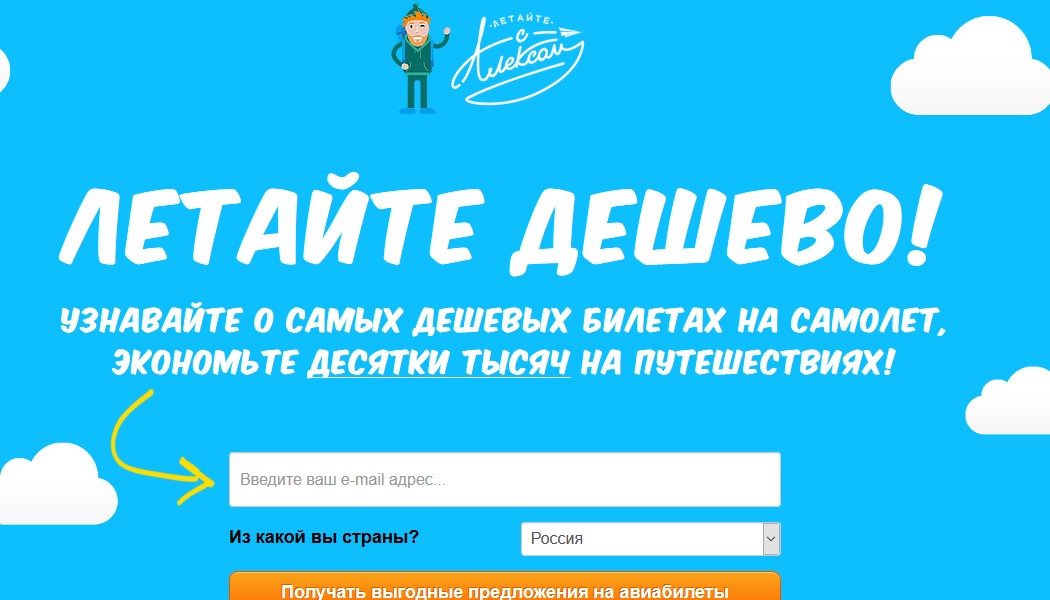 ·ЛЕТАЙТЕ·
с
Алексом
ЛЕТАЙТЕ ДЕШЕВО!
УЗНАВАЙТЕ О САМЫХ ДЕШЕВЫХ БИЛЕТАХ НА САМОЛЕТ,
ЭКОНОМЬТЕ ДЕСЯТКИ ТЫСЯЧ НА ПУТЕШЕСТВИЯХ!
Введите ваш e-mail адрес...
Из какой вы страны? Россия
Получать выгодные предложения на авиабилеты